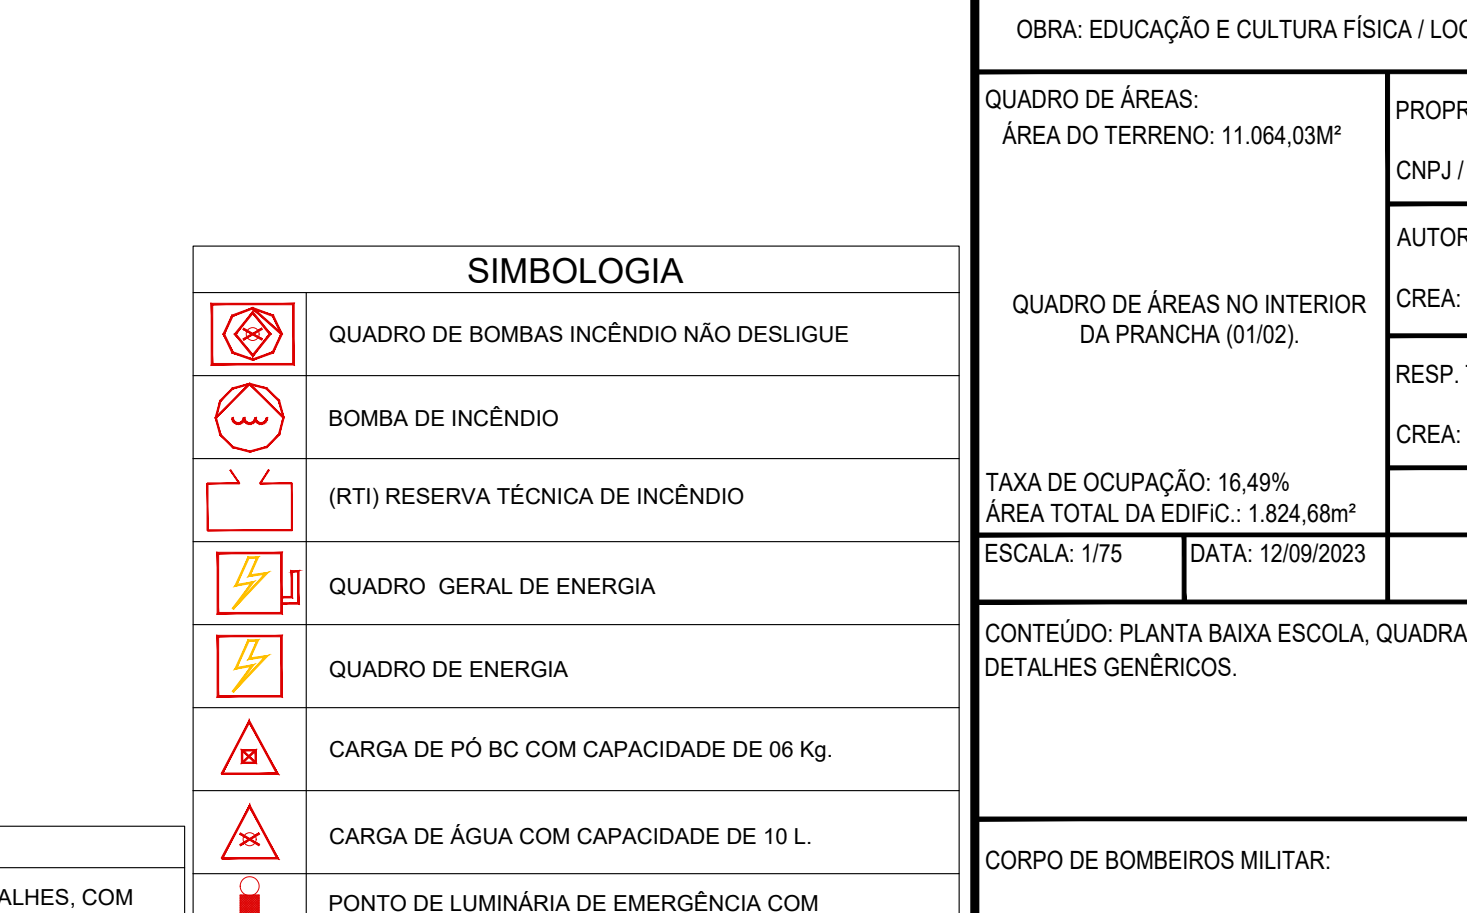 OBRA: EDUCAÇÃO E CULTURA FÍSICA / LOC
QUADRO DE ÁREAS:
ÁREA DO TERRENO: 11.064,03M²
QUADRO DE ÁREAS NO INTERIOR
DA PRANCHA (01/02).
TAXA DE OCUPAÇÃO: 16,49%
ÁREA TOTAL DA EDIFiC.: 1.824,68m²
PROPR
CNPJ /
AUTOR
CREA:
RESP.
CREA:
ESCALA: 1/75
DATA: 12/09/2023
CONTEÚDO: PLANTA BAIXA ESCOLA, QUADRA
DETALHES GENÊRICOS.
CORPO DE BOMBEIROS MILITAR:
SIMBOLOGIA
QUADRO DE BOMBAS INCÊNDIO NÃO DESLIGUE
BOMBA DE INCÊNDIO
(RTI) RESERVA TÉCNICA DE INCÊNDIO
QUADRO GERAL DE ENERGIA
QUADRO DE ENERGIA
CARGA DE PÓ BC COM CAPACIDADE DE 06 Kg.
CARGA DE ÁGUA COM CAPACIDADE DE 10 L.
PONTO DE LUMINÁRIA DE EMERGÊNCIA COM
ALHES, COM